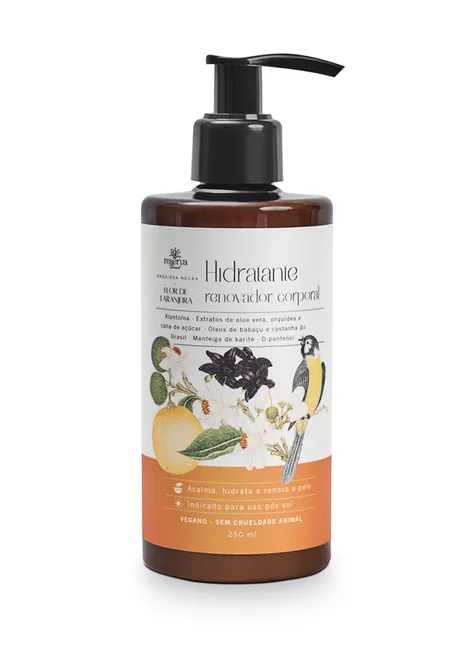 reserva
ORQUÍDEA NEGRA
FLOR DE
LARANJEIRA
Hidratante
renovador corporal
Alantoína · Extratos de aloe vera, orquídea e
cana de açúcar · Óleos de babaçu e castanha do
Brasil · Manteiga de karité · D pantenol
Acalma, hidrata e renova a pele
Indicado para uso pós sol
VEGANO - SEM CRUELDADE ANIMAL
250 ml